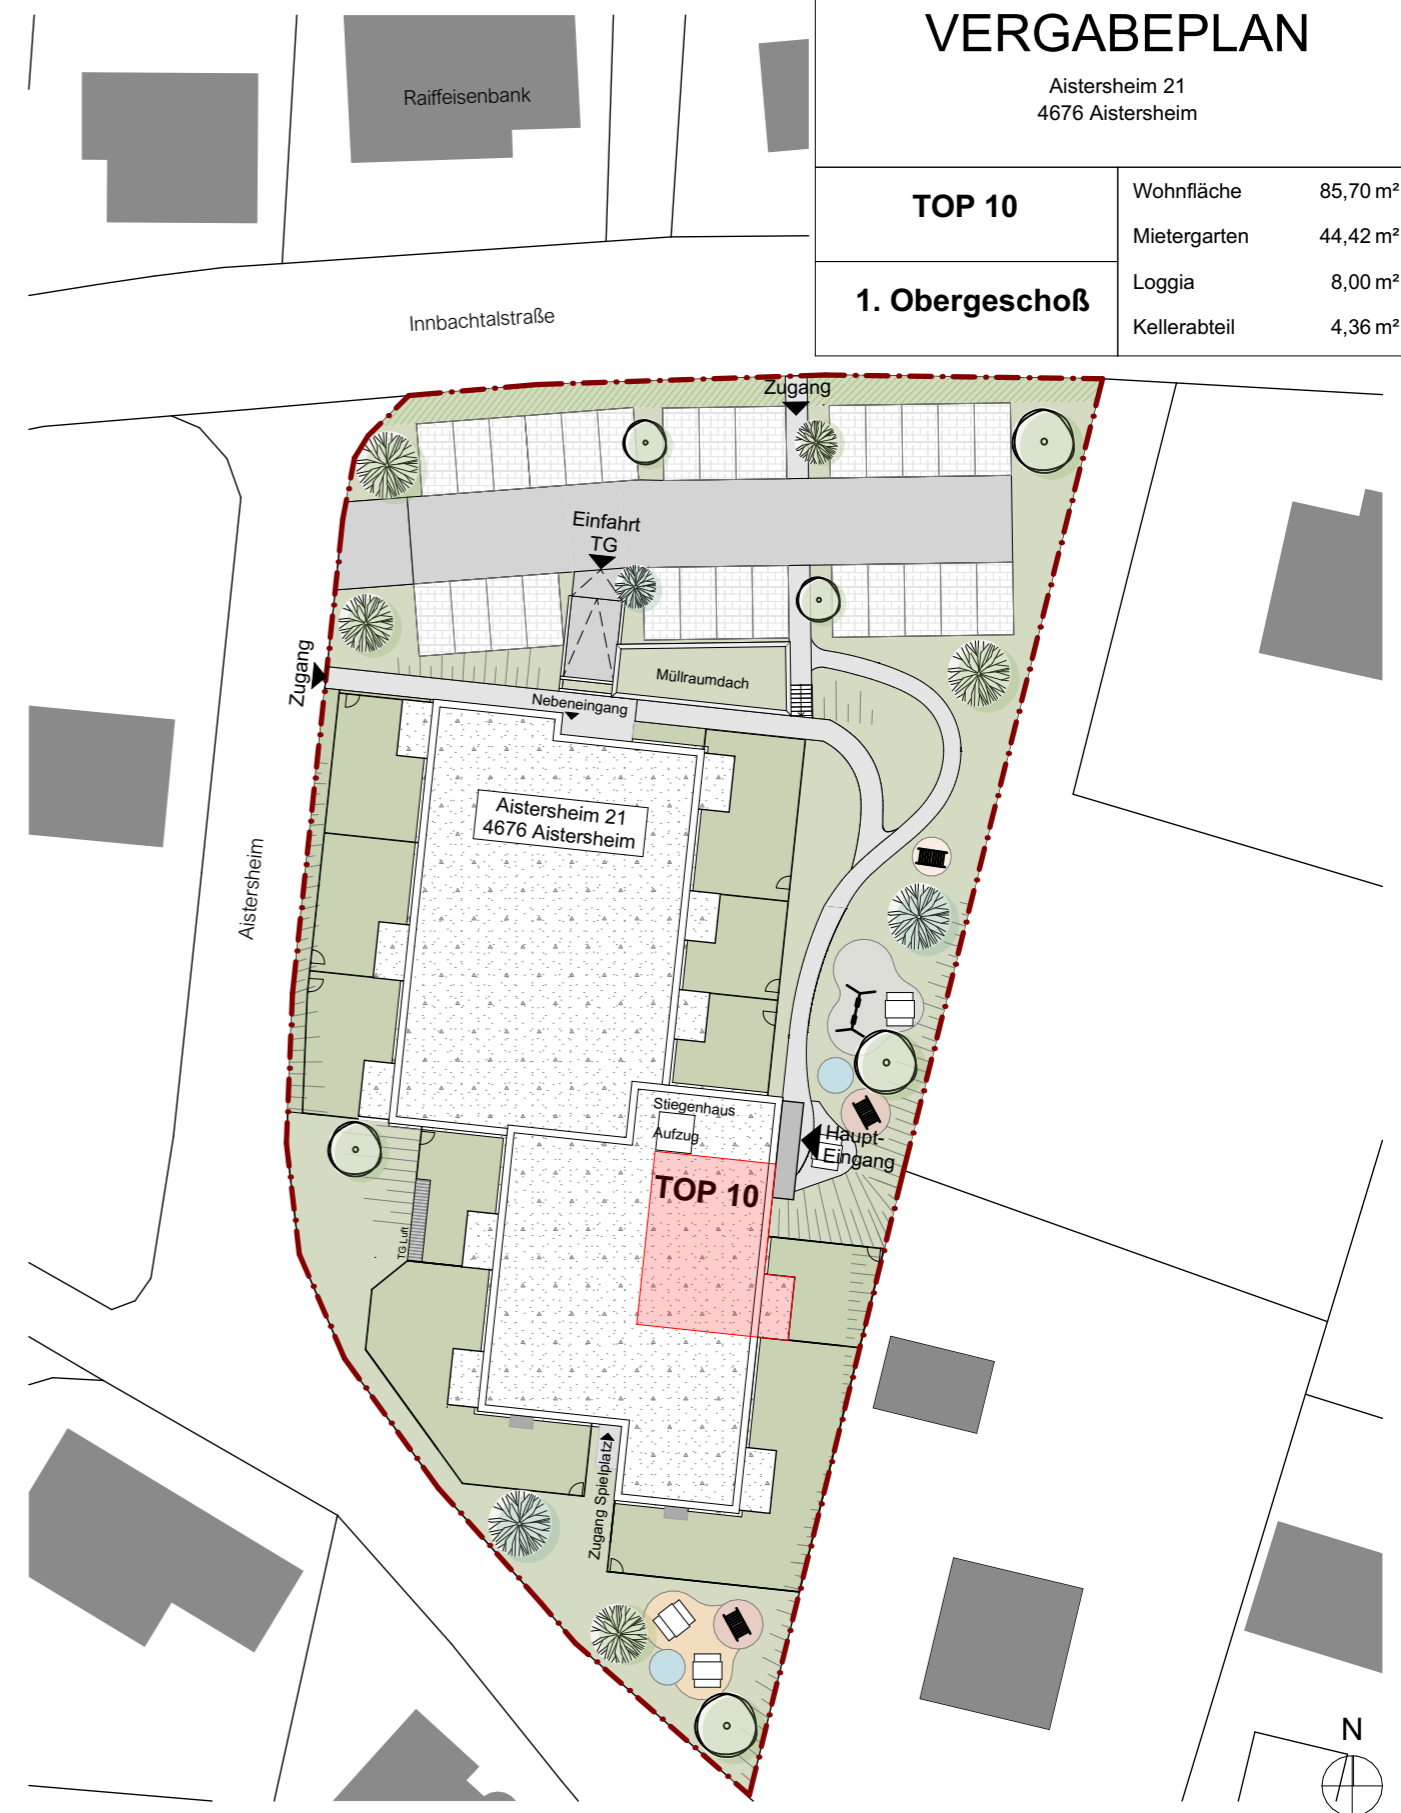 VERGABEPLAN
Aistersheim 21
4676 Aistersheim
TOP 10
1. Obergeschoß
Wohnfläche 85,70 m²
Mietergarten 44,42 m²
Loggia 8,00 m²
Kellerabteil 4,36 m²
Raiffeisenbank
Innbachtalstraße
Zugang
Einfahrt
TG
Zugang
Müllraumdach
Nebeneingang
Aistersheim 21
4676 Aistersheim
Aistersheim
Stiegenhaus
Aufzug
Haupt-
Eingang
TOP 10
TG Luft
Zugang Spielplatz
N